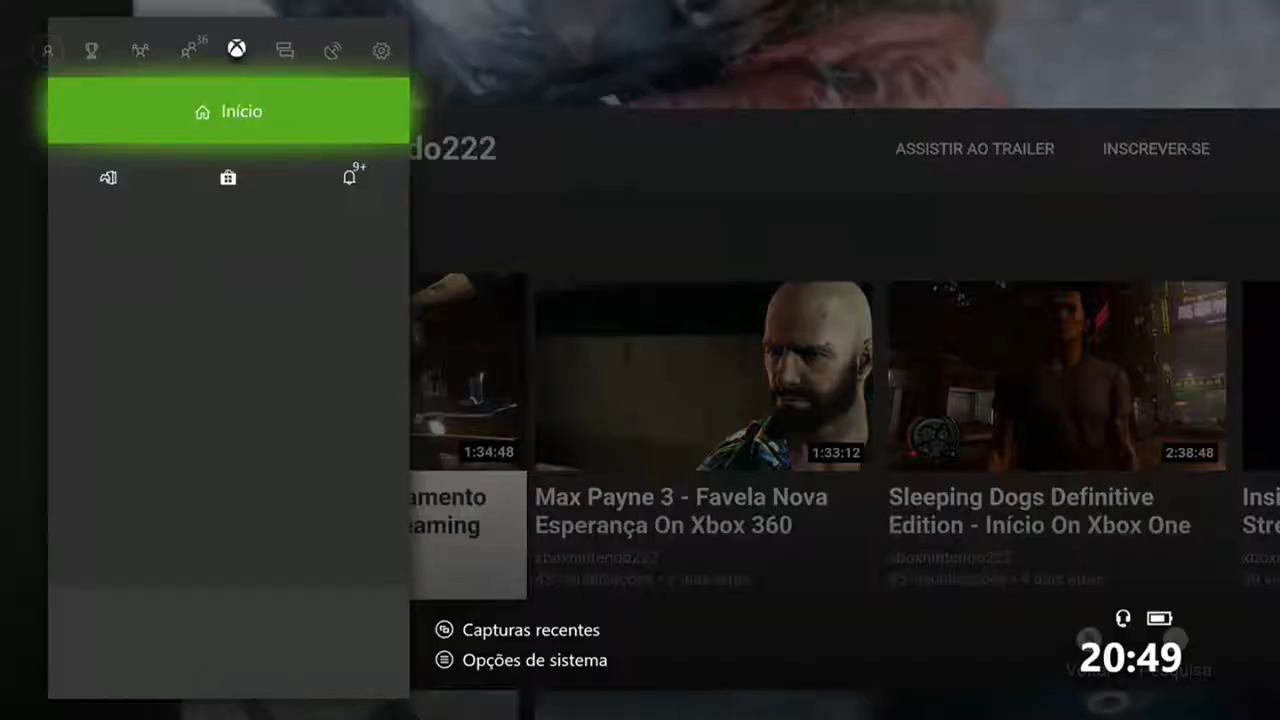 36
Início
9+
do222
ASSISTIR AO TRAILER
INSCREVER-SE
1:34:48
1:33:12
2:38:48
amento
eaming
Max Payne 3 - Favela Nova
Esperança On Xbox 360
xboxnintendo222
Sleeping Dogs Definitive
Edition - Início On Xbox One
xboxnintendo222
Insi
Stre
Capturas recentes
Opções de sistema
20:49